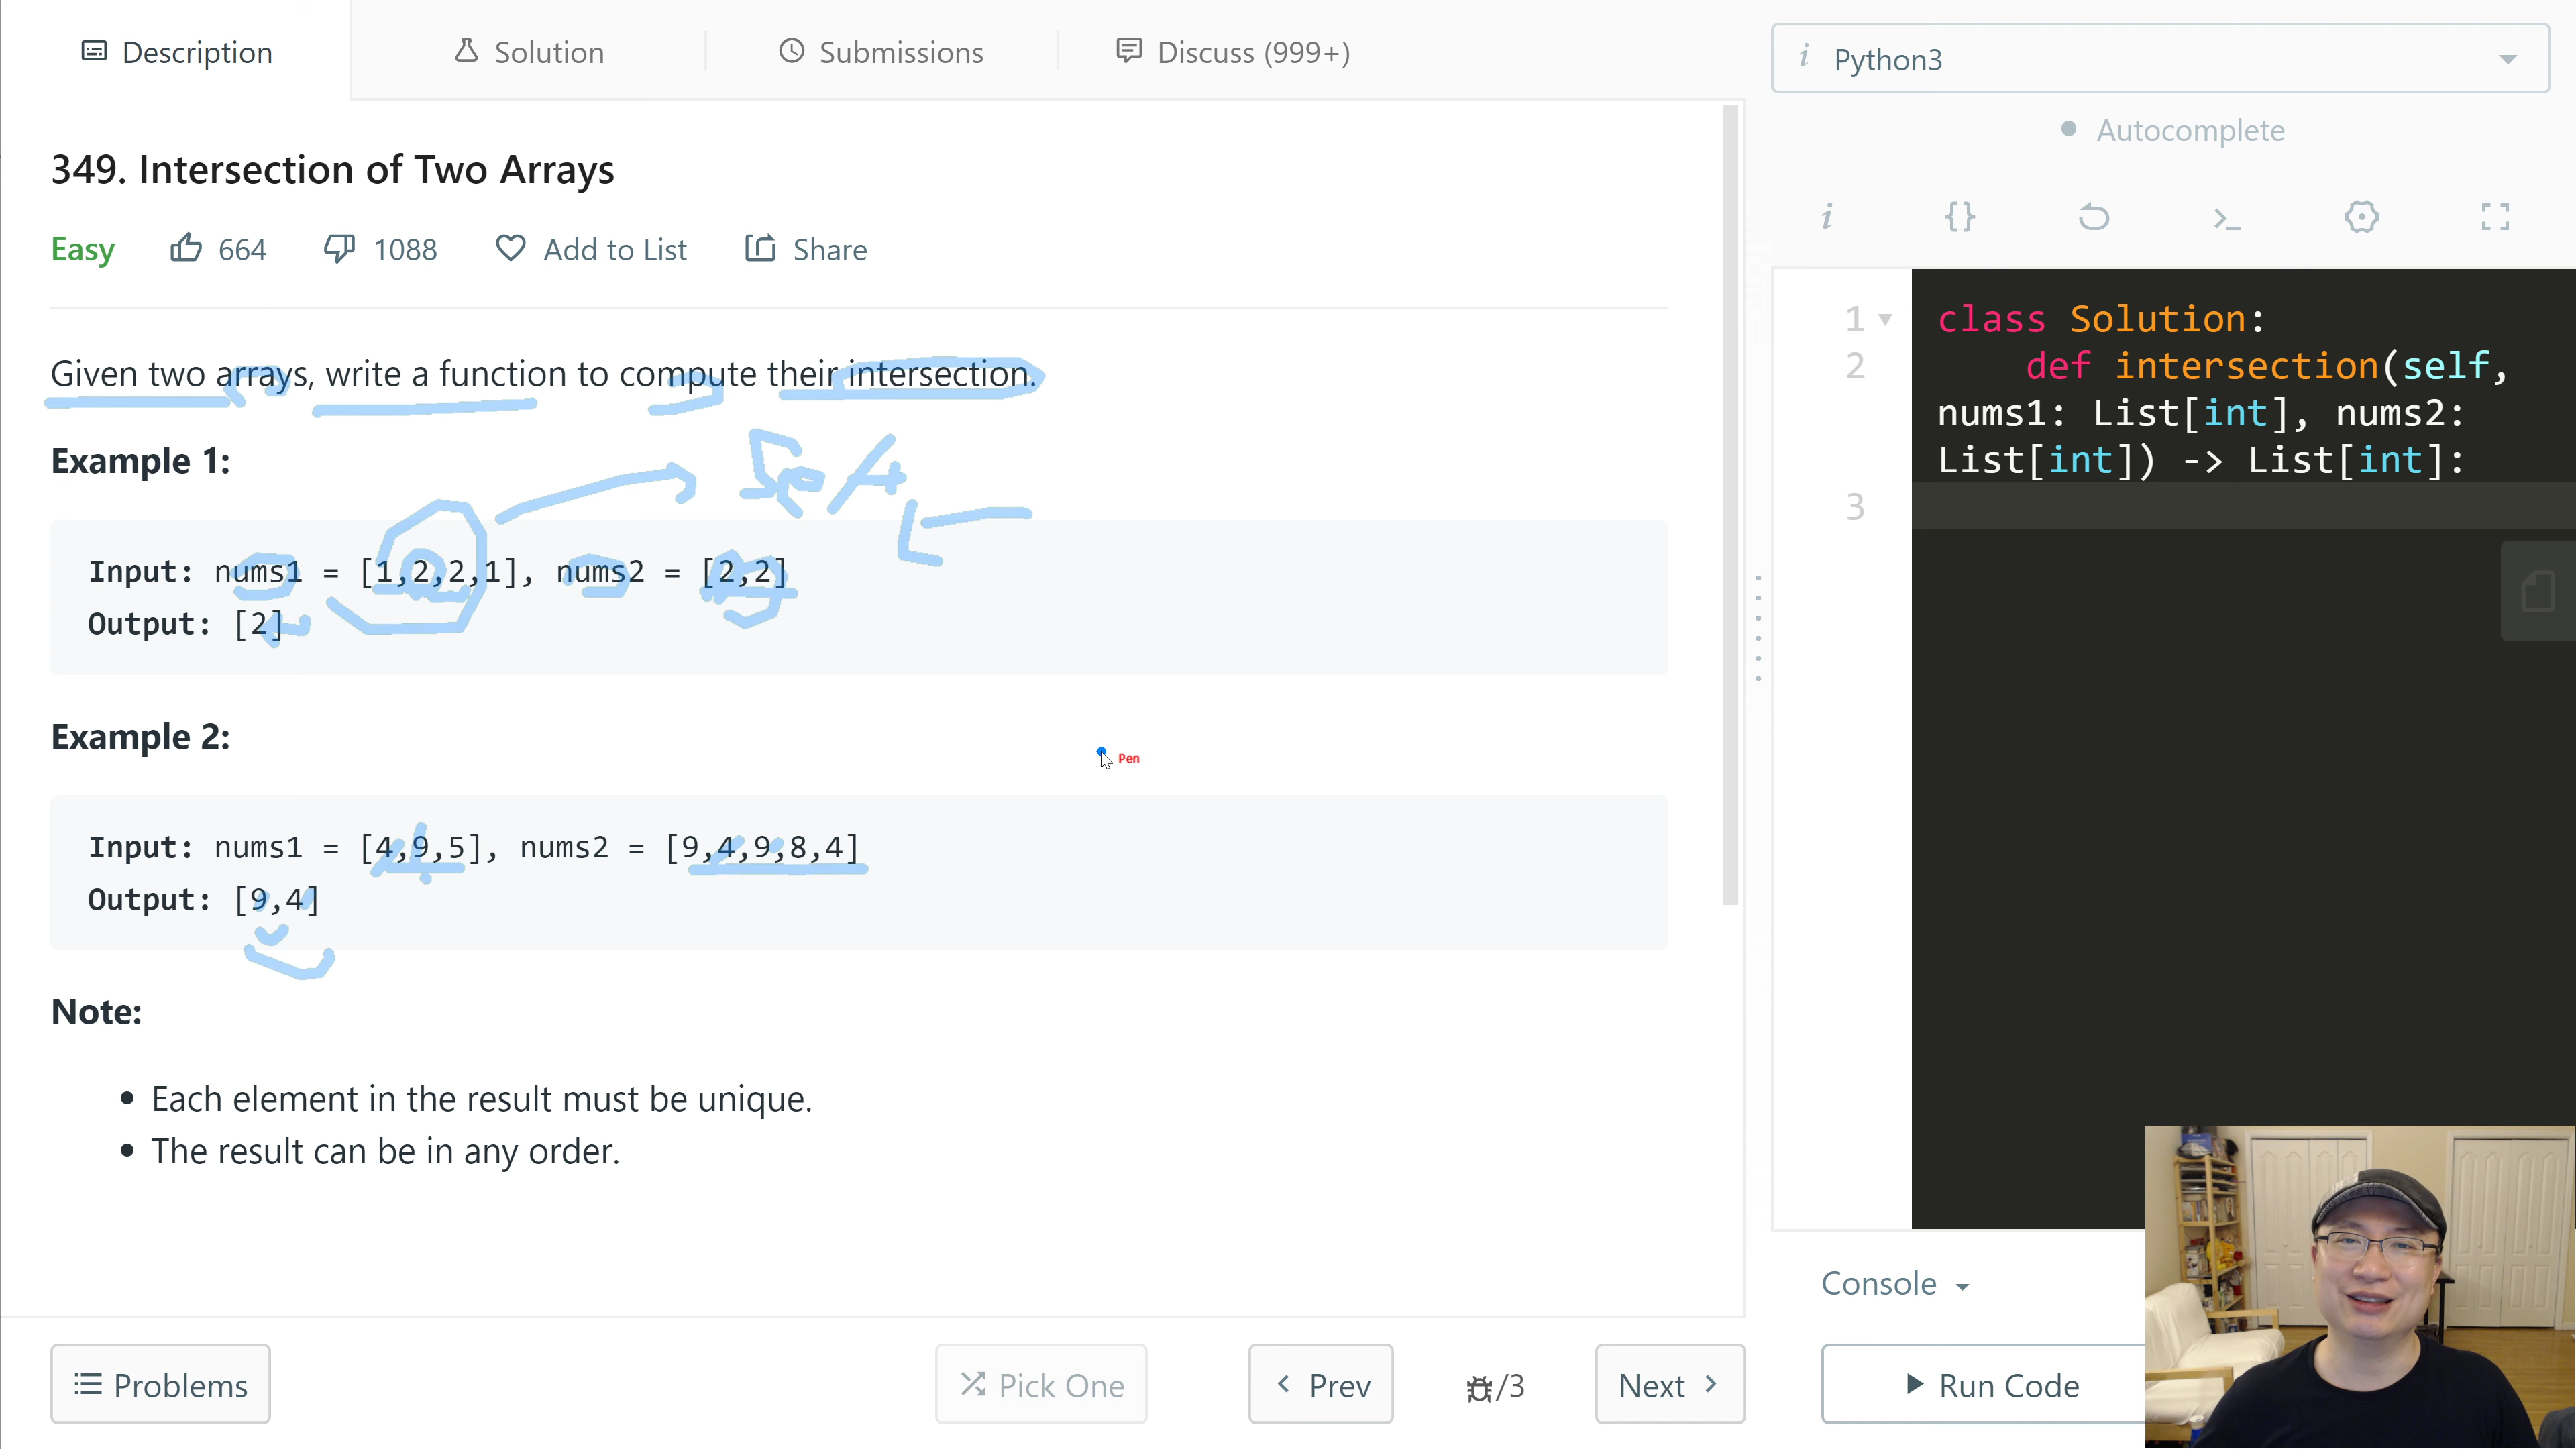 Description
Solution
Submissions
Discuss (999+)
349. Intersection of Two Arrays
Easy
664
1088
Add to List
Share
Given two arrays, write a function to compute their intersection.
Example 1:
Set
Input: nums1 = [1,2,2,1], nums2 = [2,2]
Output: [2]
Example 2:
Pen
Input: nums1 = [4,9,5], nums2 = [9,4,9,8,4]
Output: [9,4]
Note:
• Each element in the result must be unique.
• The result can be in any order.
Problems
Pick One
Prev
/3
Next
i Python3
Autocomplete
i {} >_
1 class Solution:
2 def intersection(self,
nums1: List[int], nums2:
List[int]) -> List[int]:
3
Console
Run Code